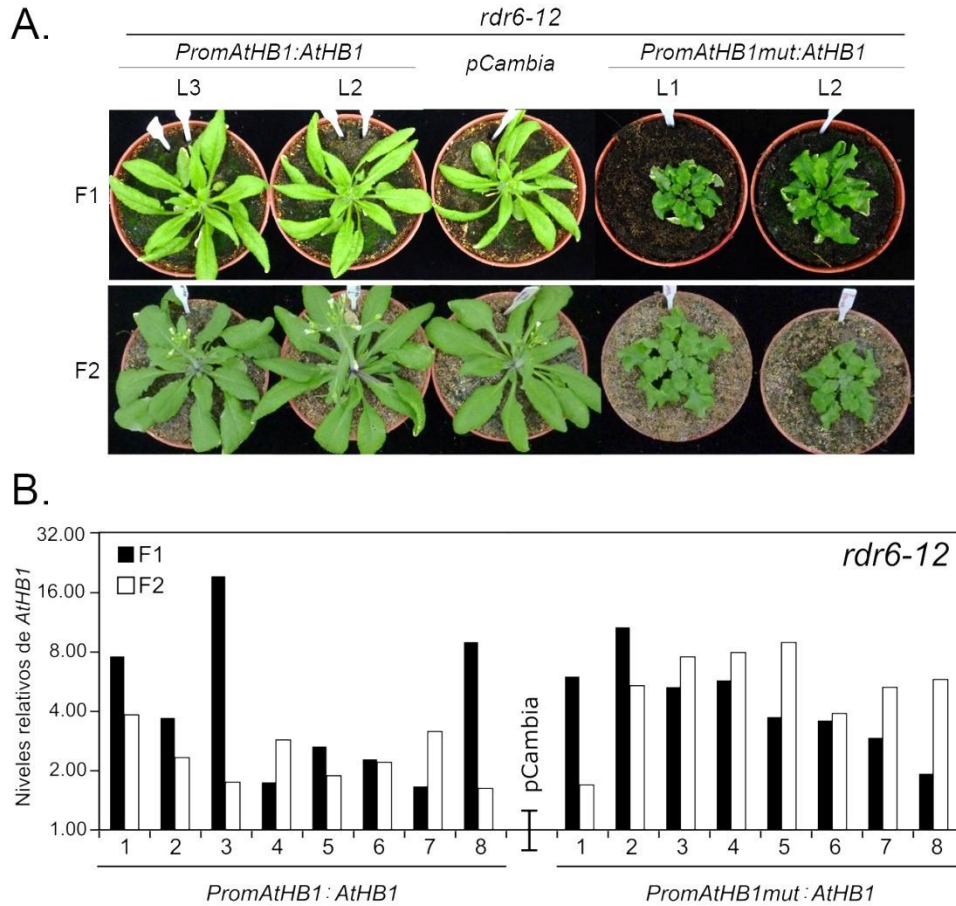 A.
rdr6-12
PromAtHB1:AtHB1 pCambia PromAtHB1mut:AtHB1
L3 L2 L1 L2
F1
F2
B.
32.00
16.00
8.00
4.00
2.00
1.00
Niveles relativos de AtHB1
F1
F2
rdr6-12
pCambia
1 2 3 4 5 6 7 8 1 2 3 4 5 6 7 8
PromAtHB1:AtHB1 PromAtHB1mut:AtHB1